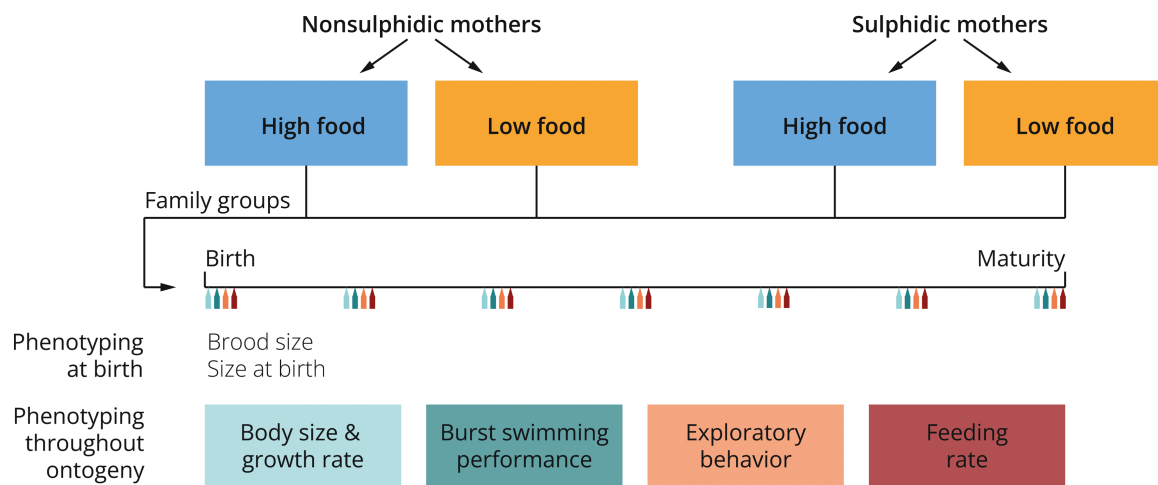 Nonsulphidic mothers
Sulphidic mothers
High food
Low food
High food
Low food
Family groups
Birth
Maturity
Phenotyping
at birth
Brood size
Size at birth
Phenotyping
throughout
ontogeny
Body size &
growth rate
Burst swimming
performance
Exploratory
behavior
Feeding
rate